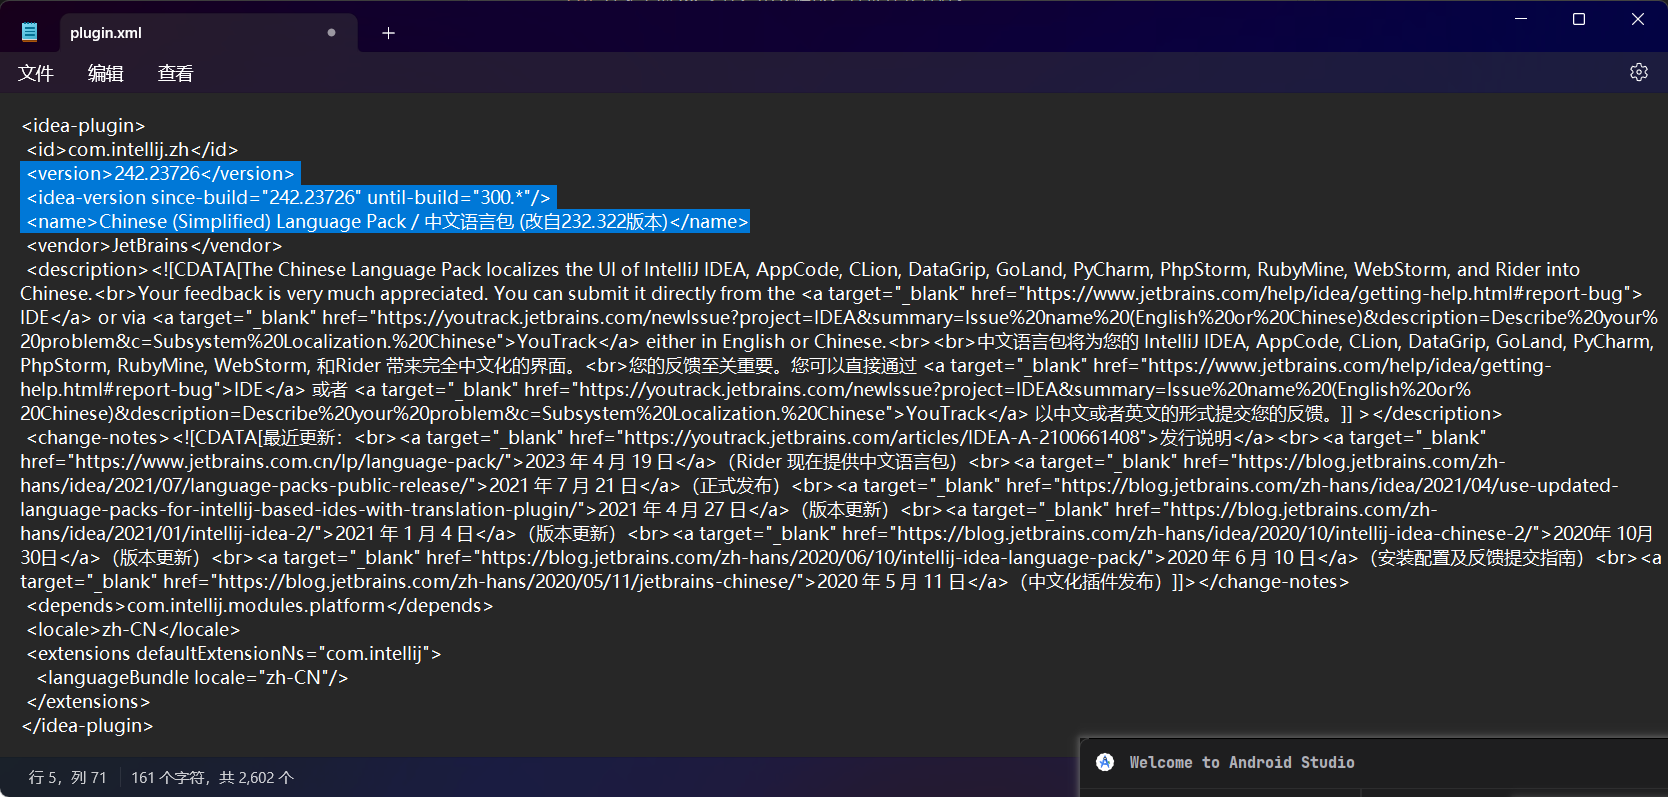 plugin.xml
文件 编辑 查看
<idea-plugin>
<id>com.intellij.zh</id>
<version>242.23726</version>
<idea-version since-build="242.23726" until-build="300.*"/>
<name>Chinese (Simplified) Language Pack / 中文语言包 (改自232.322版本)</name>
<vendor>JetBrains</vendor>
<description><![CDATA[The Chinese Language Pack localizes the UI of IntelliJ IDEA, AppCode, CLion, DataGrip, GoLand, PyCharm, PhpStorm, RubyMine, WebStorm, and Rider into
Chinese.<br>Your feedback is very much appreciated. You can submit it directly from the <a target="_blank" href="https://www.jetbrains.com/help/idea/getting-help.html#report-bug">
IDE</a> or via <a target="_blank" href="https://youtrack.jetbrains.com/newIssue?project=IDEA&summary=Issue%20name%20(English%20or%20Chinese)&description=Describe%20your%
20problem&c=Subsystem%20Localization.%20Chinese">YouTrack</a> either in English or Chinese.<br><br>中文语言包将为您的 IntelliJ IDEA, AppCode, CLion, DataGrip, GoLand, PyCharm,
PhpStorm, RubyMine, WebStorm, 和Rider 带来完全中文化的界面。<br>您的反馈至关重要。您可以直接通过 <a target="_blank" href="https://www.jetbrains.com/help/idea/getting-
help.html#report-bug">IDE</a> 或者 <a target="_blank" href="https://youtrack.jetbrains.com/newIssue?project=IDEA&summary=Issue%20name%20(English%20or%
20Chinese)&description=Describe%20your%20problem&c=Subsystem%20Localization.%20Chinese">YouTrack</a> 以中文或者英文的形式提交您的反馈。]] ></description>
<change-notes><![CDATA[最近更新：<br><a target="_blank" href="https://youtrack.jetbrains.com/articles/IDEA-A-2100661408">发行说明</a><br><a target="_blank"
href="https://www.jetbrains.com.cn/lp/language-pack/">2023 年 4 月 19 日</a>（Rider 现在提供中文语言包）<br><a target="_blank" href="https://blog.jetbrains.com/zh-
hans/idea/2021/07/language-packs-public-release/">2021 年 7 月 21 日</a>（正式发布）<br><a target="_blank" href="https://blog.jetbrains.com/zh-hans/idea/2021/04/use-updated-
language-packs-for-intellij-based-ides-with-translation-plugin/">2021 年 4 月 27 日</a>（版本更新）<br><a target="_blank" href="https://blog.jetbrains.com/zh-
hans/idea/2021/01/intellij-idea-2/">2021 年 1 月 4 日</a>（版本更新）<br><a target="_blank" href="https://blog.jetbrains.com/zh-hans/idea/2020/10/intellij-idea-chinese-2/">2020年 10月
30日</a>（版本更新）<br><a target="_blank" href="https://blog.jetbrains.com/zh-hans/2020/06/10/intellij-idea-language-pack/">2020 年 6 月 10 日</a>（安装配置及反馈提交指南）<br><a
target="_blank" href="https://blog.jetbrains.com/zh-hans/2020/05/11/jetbrains-chinese/">2020 年 5 月 11 日</a>（中文化插件发布）]]></change-notes>
<depends>com.intellij.modules.platform</depends>
<locale>zh-CN</locale>
<extensions defaultExtensionNs="com.intellij">
<languageBundle locale="zh-CN"/>
</extensions>
</idea-plugin>
行 5，列 71 161 个字符，共 2,602 个
Welcome to Android Studio